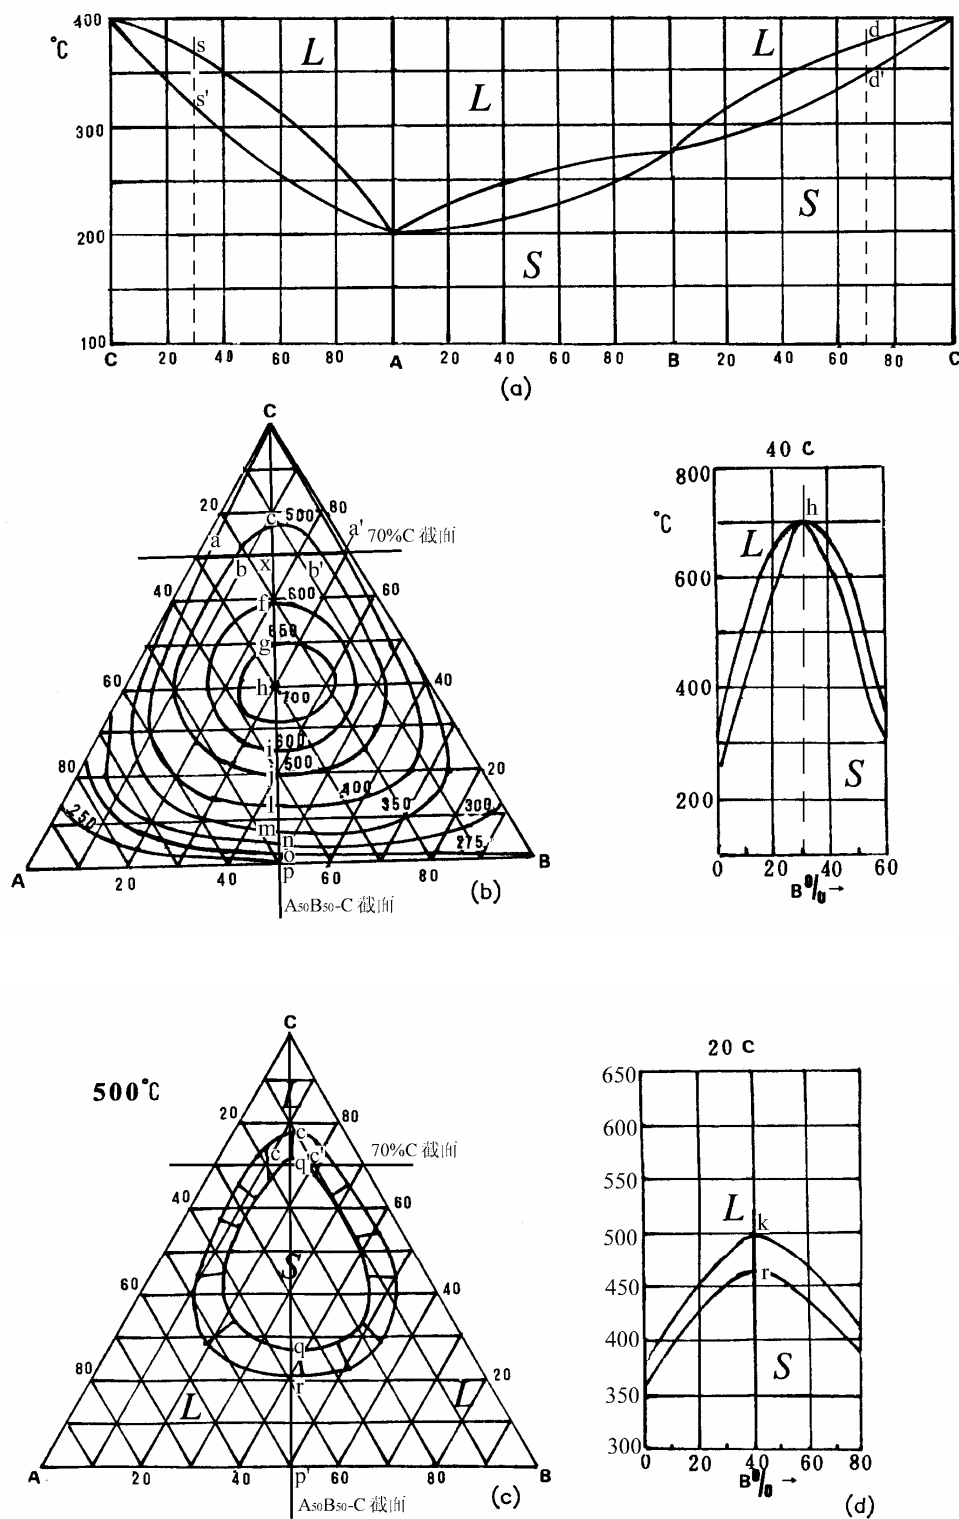 400
°C
300
200
100
s
s'
L
L
L
d
d'
S
S
C 20 40 60 80 A 20 40 60 80 B 20 40 60 80 C
(a)
C
20 c 500 80
a a' 70%C 截面
b x b'
40 f 600 60
650
g
60 h 700 40
i 600
80 j 500 20
l 400 350 300
250 m n 275
o
A p B
20 40 60 80
(b)
A50B50-C 截面
40 C
800
°C
h
L
600
400
S
200
0 20 40 60
B% →
C
500°C
L
20 80
c
c' q' c' 70%C 截面
40 60
S
60 40
q
80 r 20
L L
A 20 40 p' 60 80 B
(c)
A50B50-C 截面
20 C
650
600
550
L k
500
r
450
400
S
350
300
0 20 40 60 80
B% →
(d)